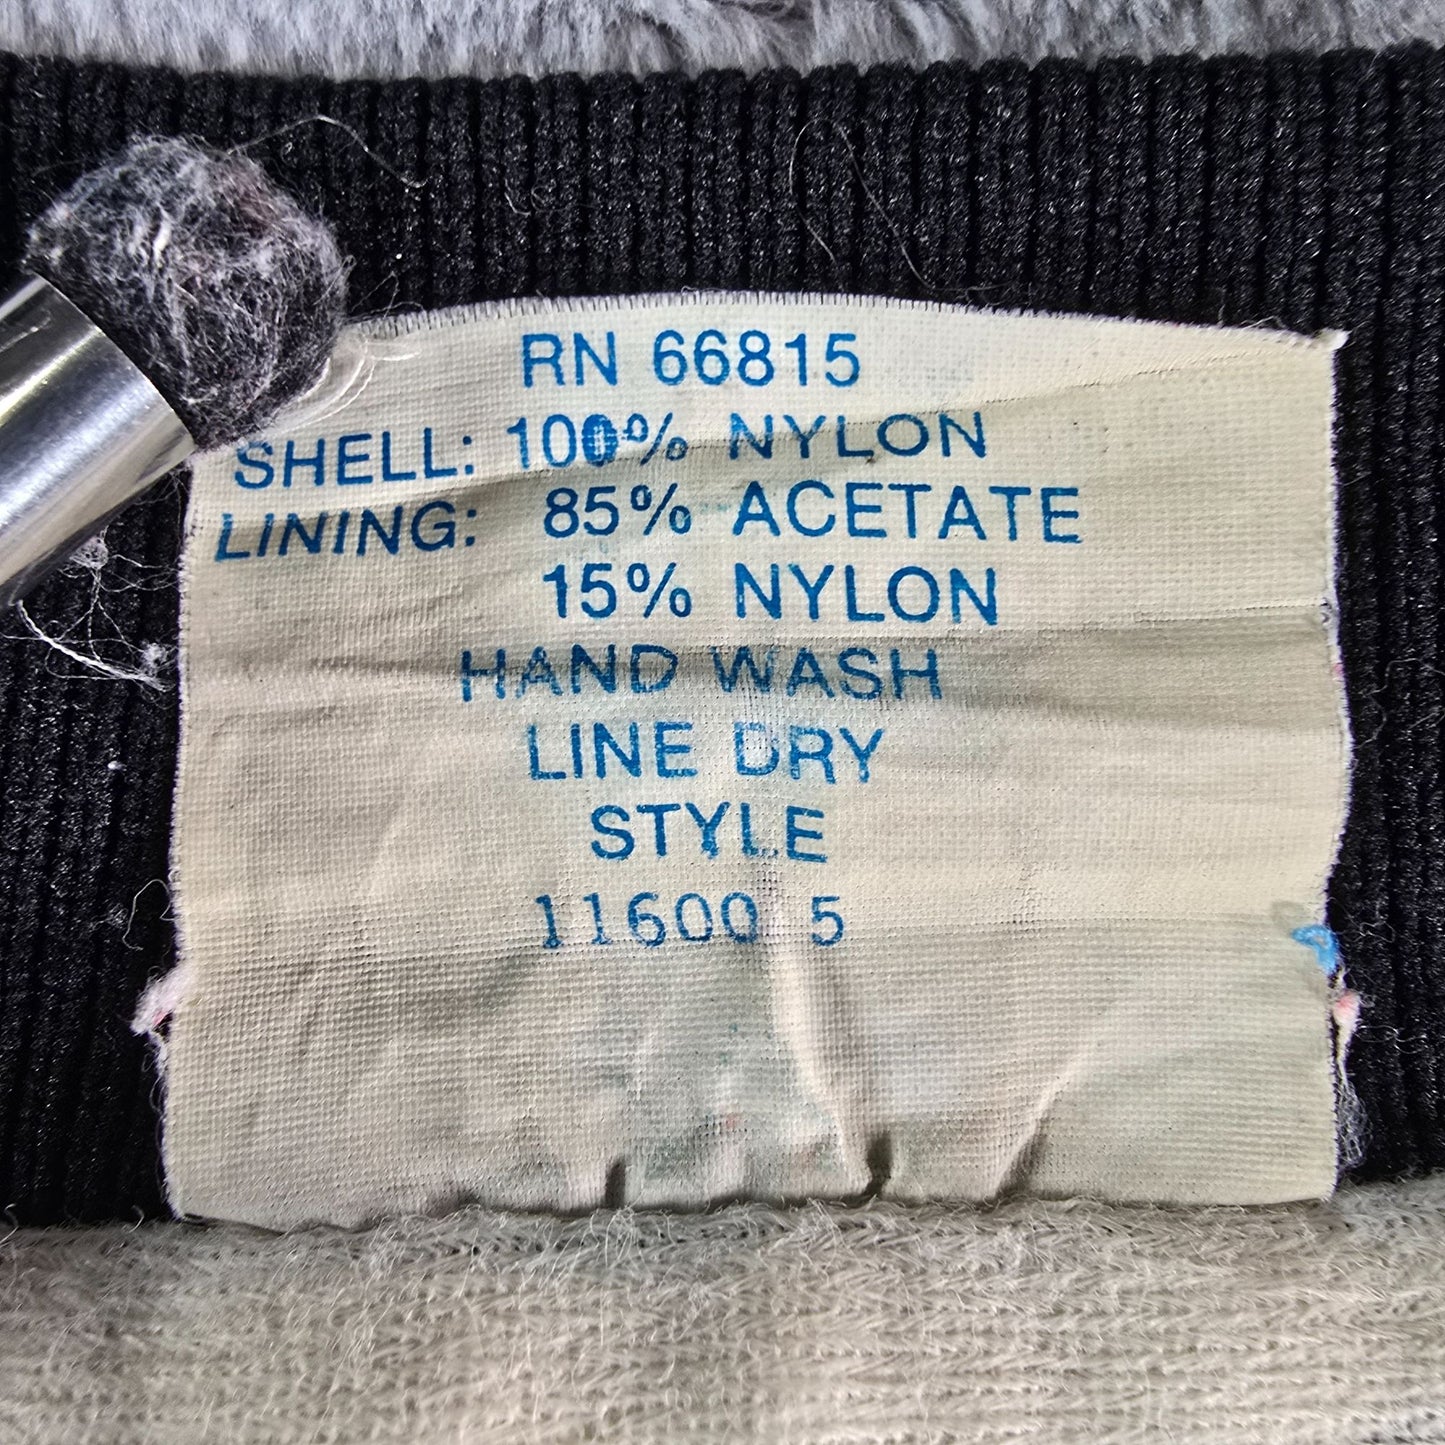 RN 66815
SHELL: 100% NYLON
LINING: 85% ACETATE
15% NYLON
HAND WASH
LINE DRY
STYLE
11600 5